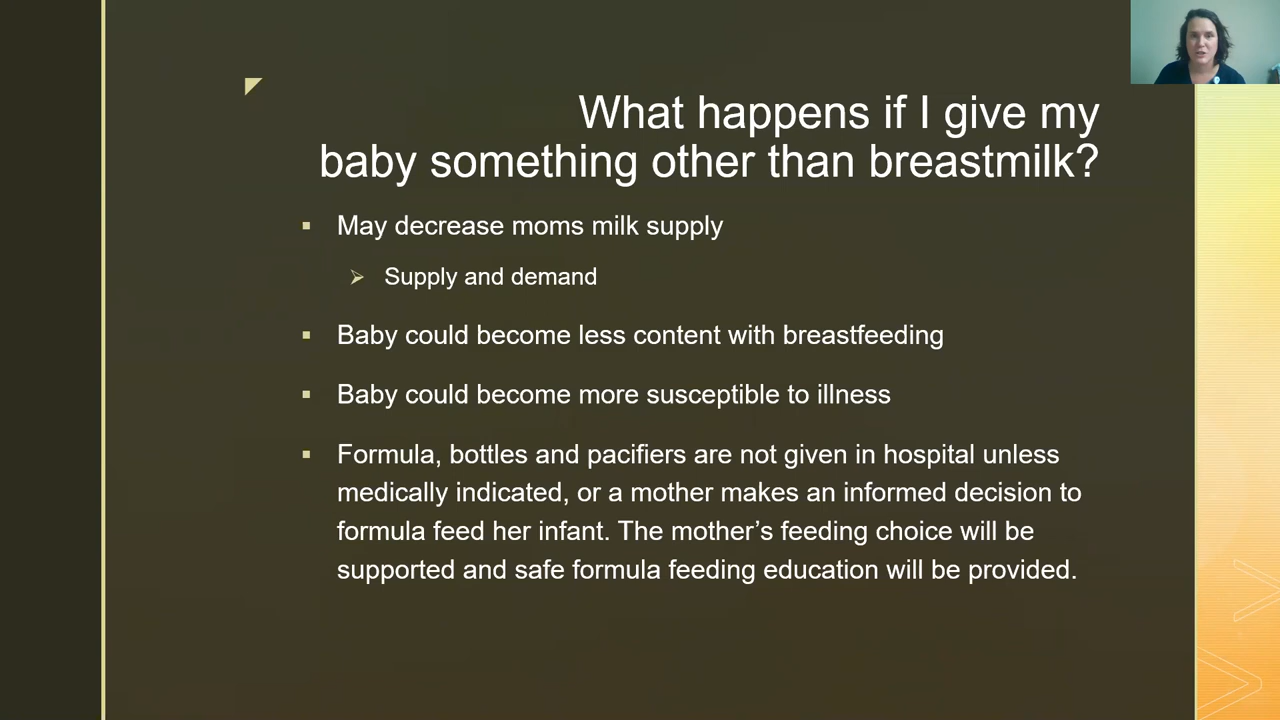 What happens if I give my
baby something other than breastmilk?
May decrease moms milk supply
Supply and demand
Baby could become less content with breastfeeding
Baby could become more susceptible to illness
Formula, bottles and pacifiers are not given in hospital unless
medically indicated, or a mother makes an informed decision to
formula feed her infant. The mother’s feeding choice will be
supported and safe formula feeding education will be provided.